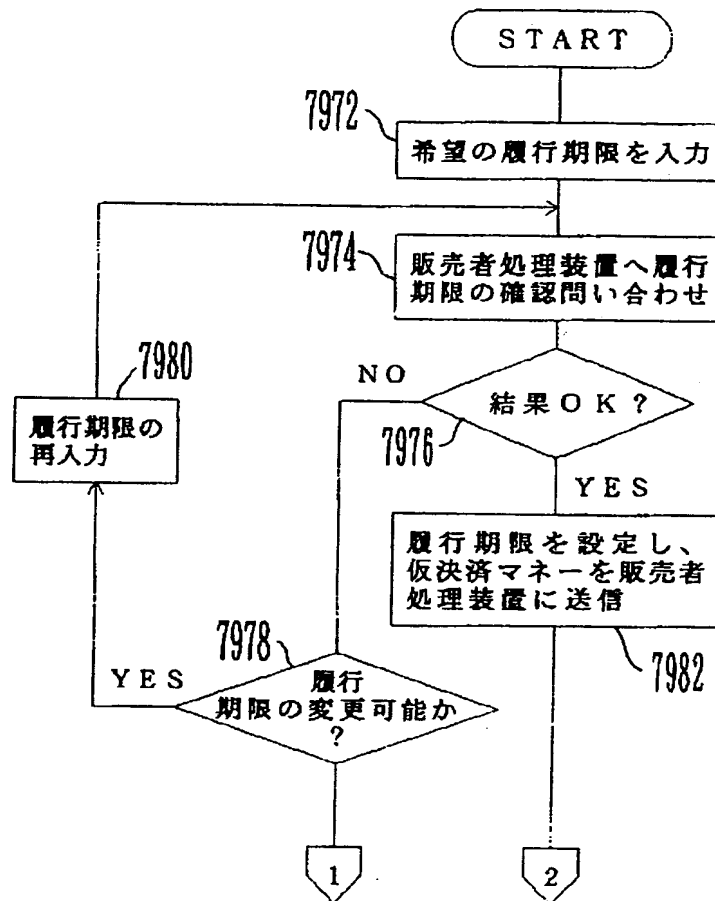 START
7972
希望の履行期限を入力
7974
販売者処理装置へ履行
期限の確認問い合わせ
7980
履行期限の
再入力
NO
結果OK?
7976
YES
履行期限を設定し、
仮決済マネーを販売者
処理装置に送信
7982
7978
YES
履行
期限の変更可能か
?
1
2